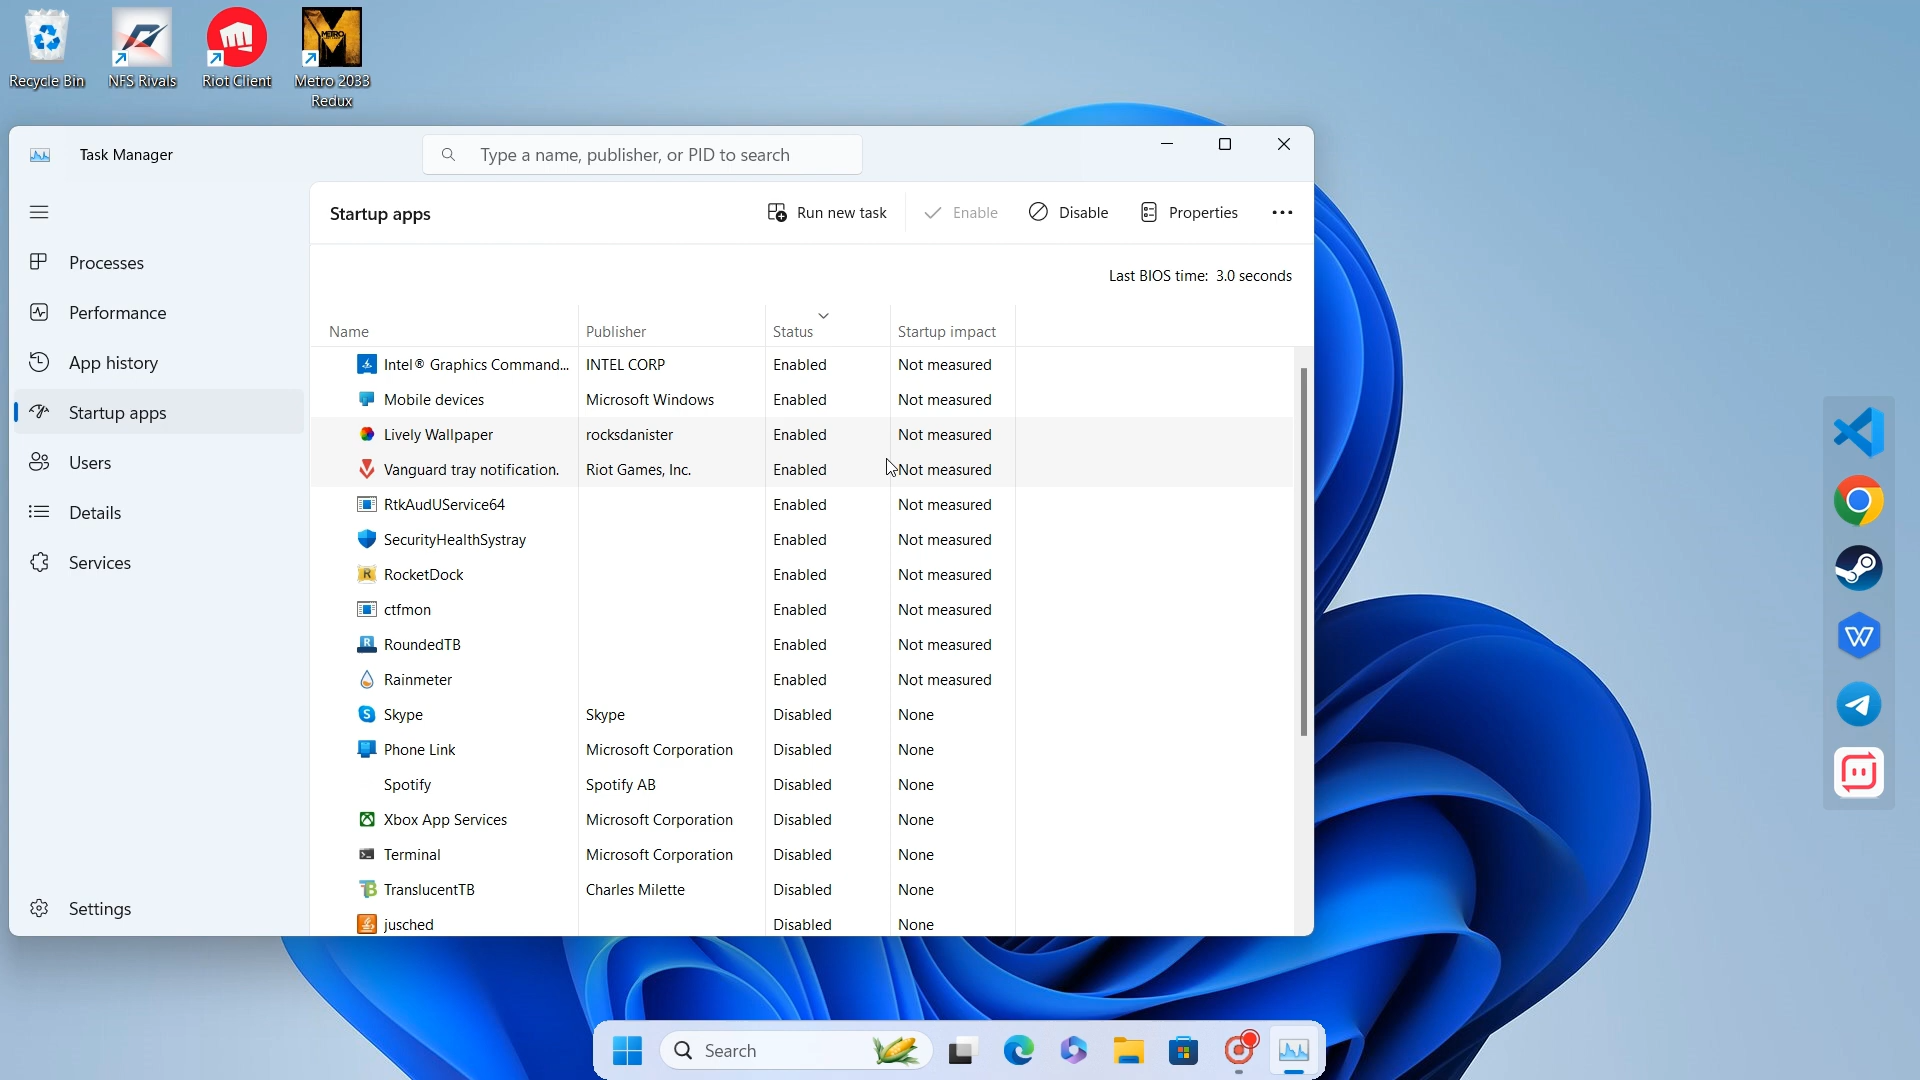 Recycle Bin
NFS Rivals
Riot Client
METRO
Metro 2033
Redux
Task Manager
Type a name, publisher, or PID to search
Startup apps
Run new task
Enable
Disable
Properties
Processes
Performance
App history
Startup apps
Users
Details
Services
Settings
Last BIOS time: 3.0 seconds
Name Publisher Status Startup impact
Intel® Graphics Command... INTEL CORP Enabled Not measured
Mobile devices Microsoft Windows Enabled Not measured
Lively Wallpaper rocksdanister Enabled Not measured
Vanguard tray notification. Riot Games, Inc. Enabled Not measured
RtkAudUService64 Enabled Not measured
SecurityHealthSystray Enabled Not measured
RocketDock Enabled Not measured
ctfmon Enabled Not measured
RoundedTB Enabled Not measured
Rainmeter Enabled Not measured
Skype Skype Disabled None
Phone Link Microsoft Corporation Disabled None
Spotify Spotify AB Disabled None
Xbox App Services Microsoft Corporation Disabled None
Terminal Microsoft Corporation Disabled None
TranslucentTB Charles Milette Disabled None
jusched Disabled None
Search